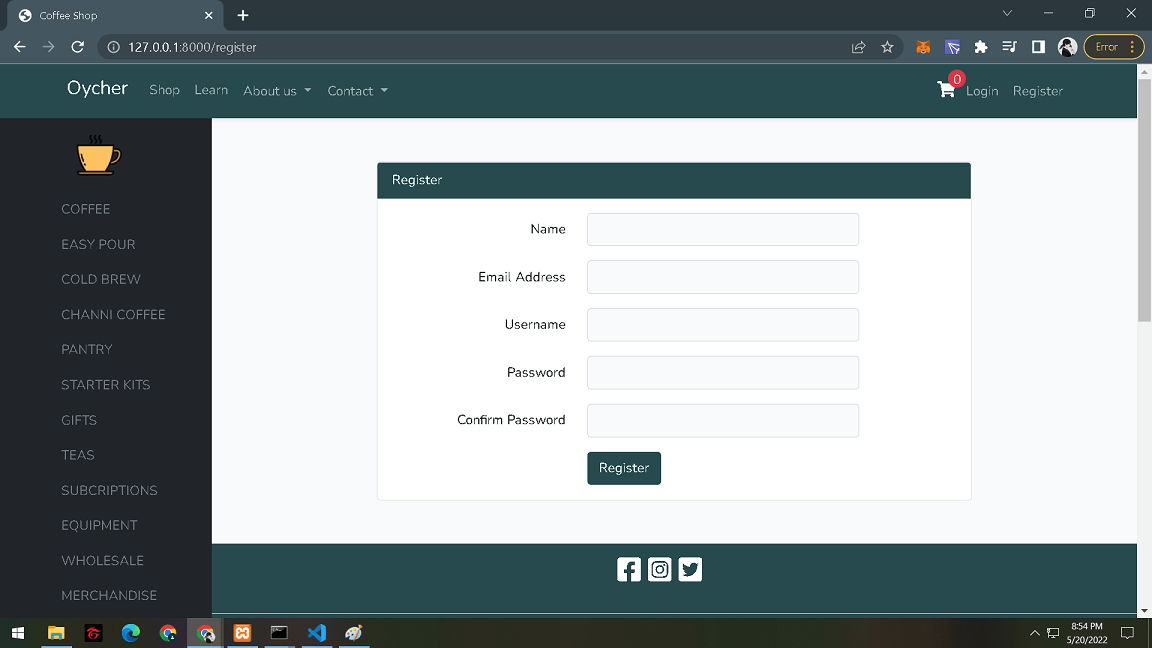 Coffee Shop
127.0.0.1:8000/register
Error
Oycher
Shop
Learn
About us
Contact
0
Login
Register
COFFEE
EASY POUR
COLD BREW
CHANNI COFFEE
PANTRY
STARTER KITS
GIFTS
TEAS
SUBCRIPTIONS
EQUIPMENT
WHOLESALE
MERCHANDISE
Register
Name
Email Address
Username
Password
Confirm Password
Register
8:54 PM
5/20/2022